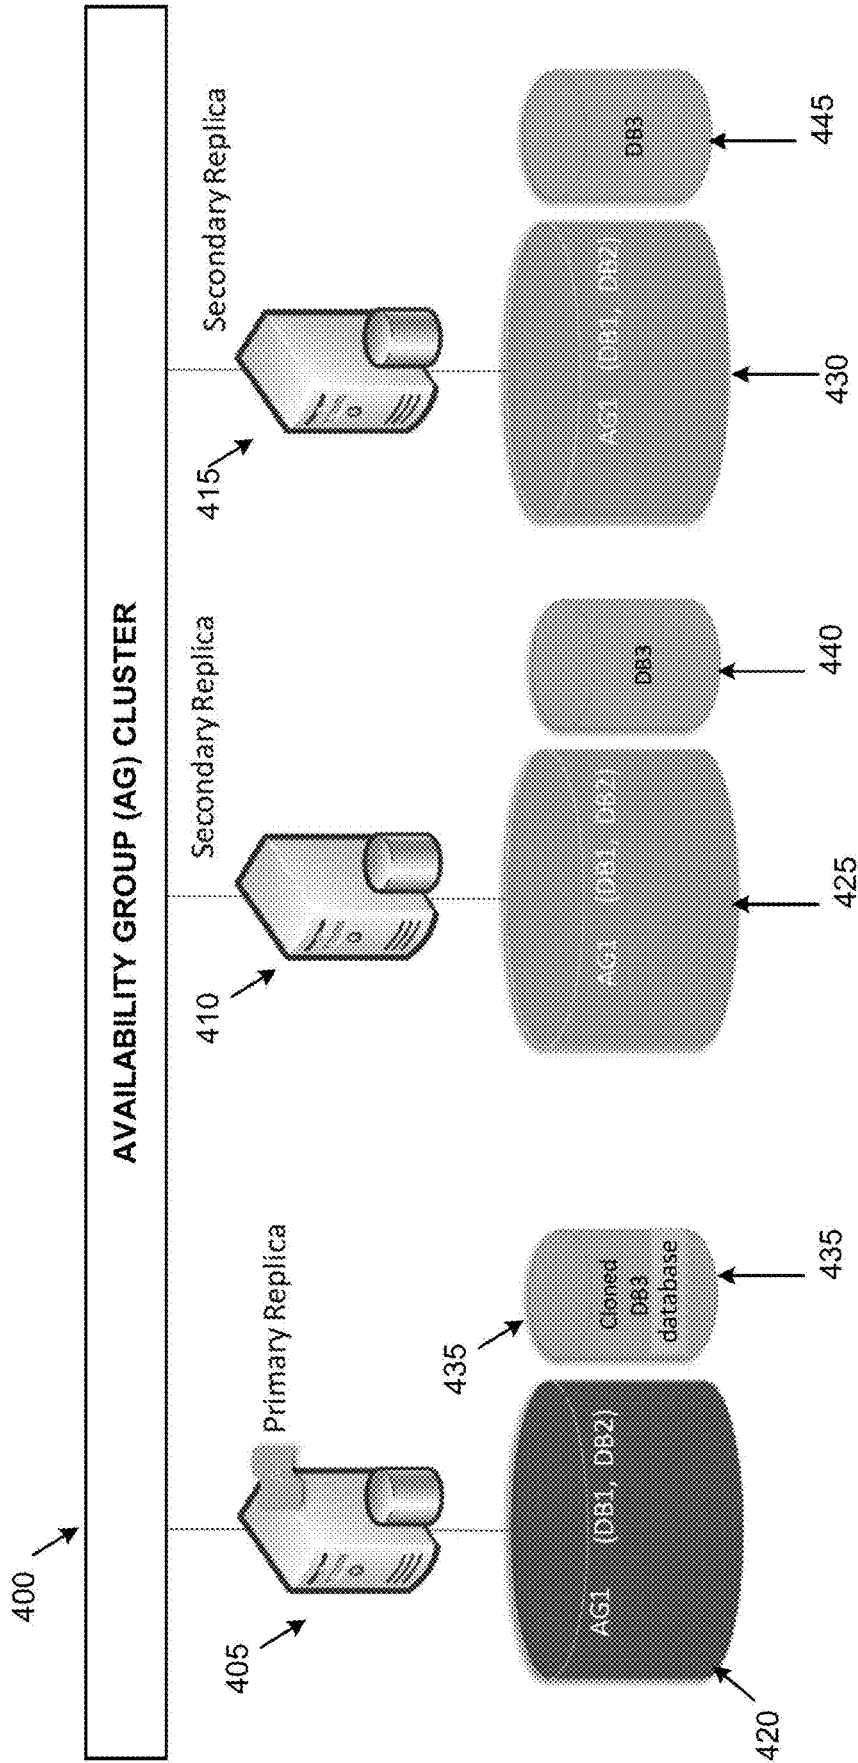 400
AVAILABILITY GROUP (AG) CLUSTER
405
Primary Replica
410
Secondary Replica
415
Secondary Replica
435
AG1 (DB1, DB2)
Cloned
DB3
database
AG1 (DB1, DB2)
DB3
AG1 (DB1, DB2)
DB3
420
435
425
440
430
445